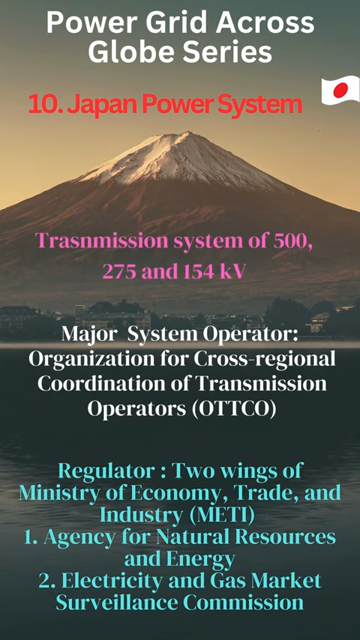 Power Grid Across
Globe Series
10. Japan Power System
Trasnmission system of 500,
275 and 154 kV
Major System Operator:
Organization for Cross-regional
Coordination of Transmission
Operators (OTTCO)
Regulator : Two wings of
Ministry of Economy, Trade, and
Industry (METI)
1. Agency for Natural Resources
and Energy
2. Electricity and Gas Market
Surveillance Commission